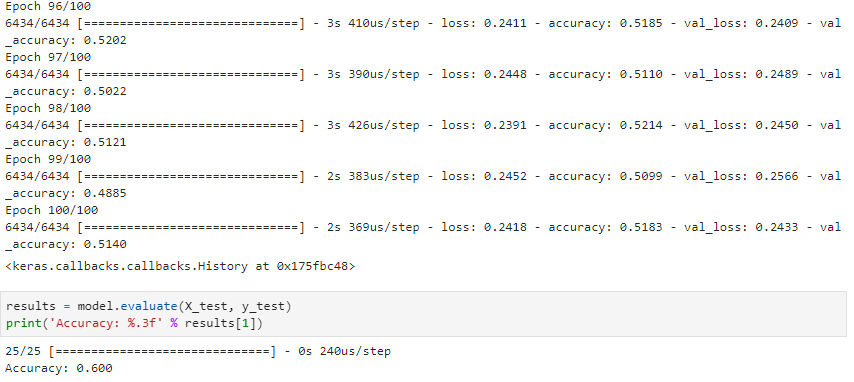 Epoch 96/100
6434/6434 [==============================] - 3s 410us/step - loss: 0.2411 - accuracy: 0.5185 - val_loss: 0.2409 - val
_accuracy: 0.5202
Epoch 97/100
6434/6434 [==============================] - 3s 390us/step - loss: 0.2448 - accuracy: 0.5110 - val_loss: 0.2489 - val
_accuracy: 0.5022
Epoch 98/100
6434/6434 [==============================] - 3s 426us/step - loss: 0.2391 - accuracy: 0.5214 - val_loss: 0.2450 - val
_accuracy: 0.5121
Epoch 99/100
6434/6434 [==============================] - 2s 383us/step - loss: 0.2452 - accuracy: 0.5099 - val_loss: 0.2566 - val
_accuracy: 0.4885
Epoch 100/100
6434/6434 [==============================] - 2s 369us/step - loss: 0.2418 - accuracy: 0.5183 - val_loss: 0.2433 - val
_accuracy: 0.5140
<keras.callbacks.callbacks.History at 0x175fbc48>
results = model.evaluate(X_test, y_test)
print('Accuracy: %.3f' % results[1])
25/25 [==============================] - 0s 240us/step
Accuracy: 0.600